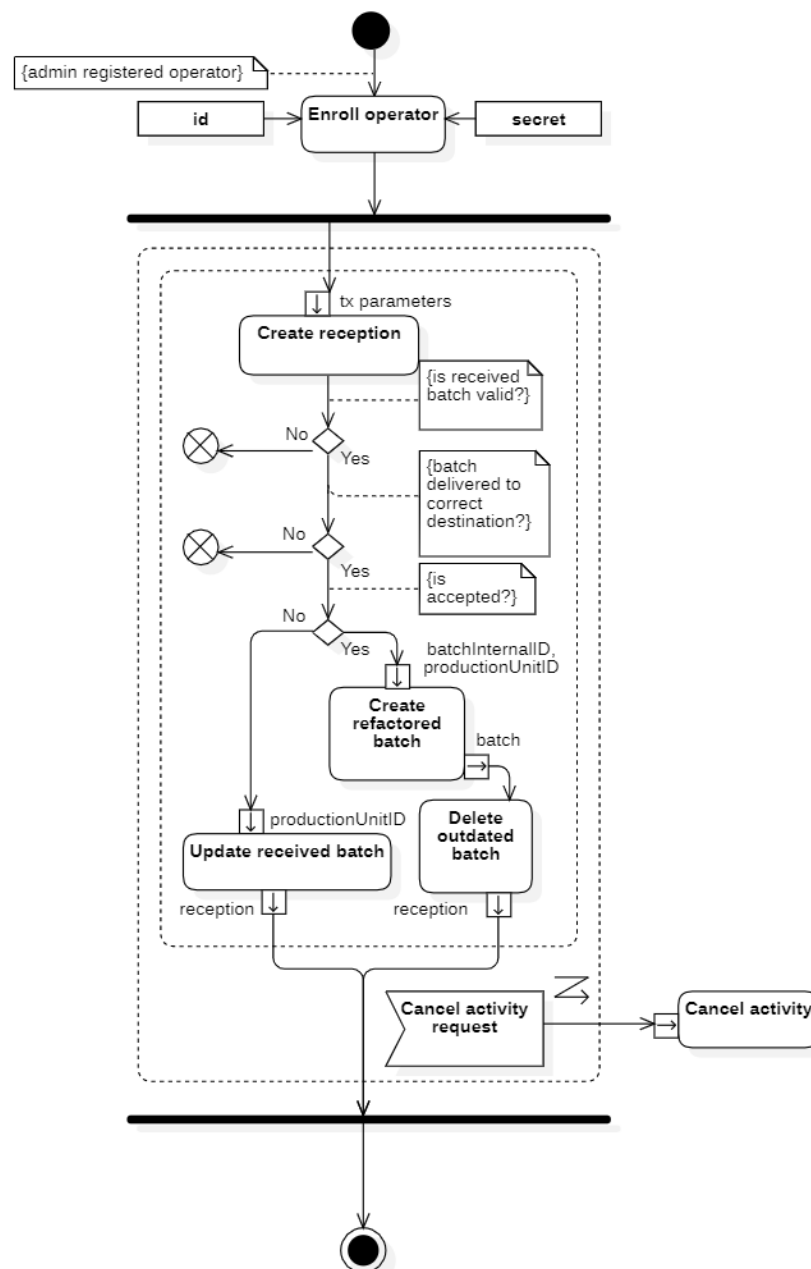 {admin registered operator}
id
Enroll operator
secret
tx parameters
Create reception
{is received
batch valid?}
No
Yes
{batch
delivered to
correct
destination?}
No
Yes
{is
accepted?}
No
Yes
batchInternalID,
productionUnitID
Create
refactored
batch
batch
productionUnitID
Update received batch
Delete
outdated
batch
reception
reception
Cancel activity
request
Cancel activity